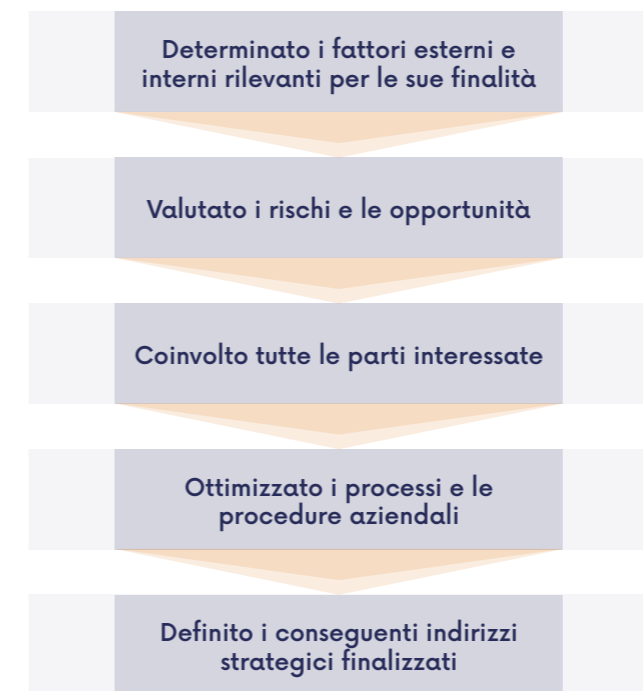 Determinato i fattori esterni e
interni rilevanti per le sue finalità
Valutato i rischi e le opportunità
Coinvolto tutte le parti interessate
Ottimizzato i processi e le
procedure aziendali
Definito i conseguenti indirizzi
strategici finalizzati